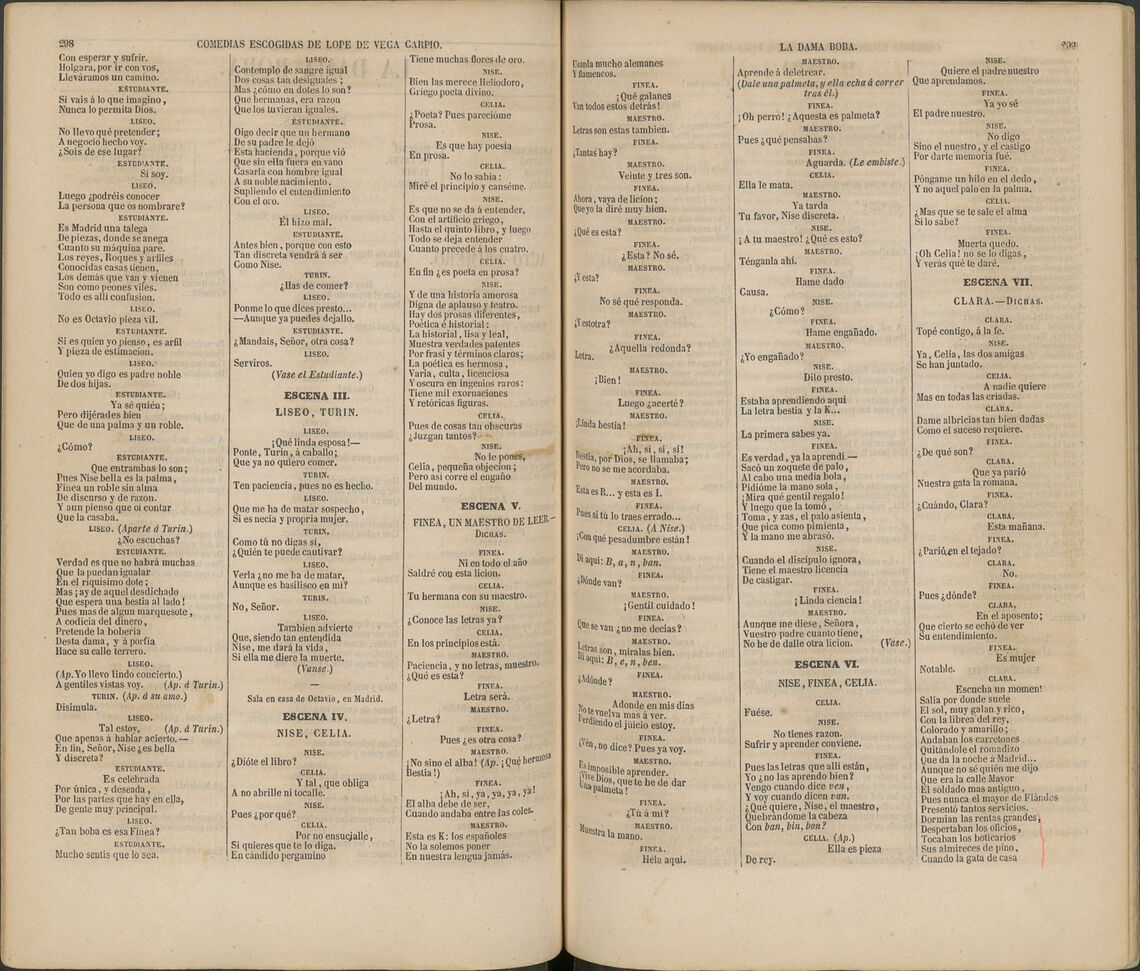 298
COMEDIAS ESCOGIDAS DE LOPE DE VEGA CARPIO.
Con esperar y sufrir.
Holgara, por ir con vos,
Lleváramos un camino.
ESTUDIANTE.
Si vais á lo que imagino,
Nunca lo permita Dios.
LISEO.
No llevo qué pretender;
A negocio hecho voy.
¿Sois de ese lugar?
ESTUDIANTE.
Sí soy.
LISEO.
Luego ¿podréis conocer
La persona que os nombrare?
ESTUDIANTE.
Es Madrid una talega
De piezas, donde se anega
Cuanto su máquina pare.
Los reyes, Roques y arfiles
Conocidas casas tienen,
Los demás que van y vienen
Son como peones viles.
Todo es allí confusion.
LISEO.
No es Octavio pieza vil.
ESTUDIANTE.
Si es quien yo pienso, es arfil
Y pieza de estimacion.
LISEO.
Quien yo digo es padre noble
De dos hijas.
ESTUDIANTE.
Ya sé quién;
Pero dijérades bien
Que de una palma y un roble.
LISEO.
¿Cómo?
ESTUDIANTE.
Que entrambas lo son;
Pues Nise bella es la palma,
Finea un roble sin alma
De discurso y de razon.
Y aun pienso que oí contar
Que la casaba.
LISEO. (Aparte á Turin.)
¿No escuchas?
ESTUDIANTE.
Verdad es que no habrá muchas
Que la puedan igualar
En el riquísimo dote;
Mas ¡ay de aquel desdichado
Que espera una bestia al lado!
Pues mas de algun marquesote,
A codicia del dinero,
Pretende la bobería
Desta dama, y á porfía
Hace su calle terrero.
LISEO.
(Ap. Yo llevo lindo concierto.)
A gentiles vistas voy. (Ap. á Turin.)
TURIN. (Ap. á su amo.)
Disimula.
LISEO.
Tal estoy, (Ap. á Turin.)
Que apenas á hablar acierto.—
En fin, Señor, Nise ¿es bella
Y discreta?
ESTUDIANTE.
Es celebrada
Por única, y deseada,
Por las partes que hay en ella,
De gente muy principal.
LISEO.
¿Tan boba es esa Finea?
ESTUDIANTE.
Mucho sentís que lo sea.
LISEO.
Contemplo de sangre igual
Dos cosas tan desiguales;
Mas ¿cómo en dotes lo son?
Que hermanas, era razon
Que los tuvieran iguales.
ESTUDIANTE.
Oigo decir que un hermano
De su padre le dejó
Esta hacienda, porque vió
Que sin ella fuera en vano
Casarla con hombre igual
A su noble nacimiento,
Supliendo el entendimiento
Con el oro.
LISEO.
Él hizo mal.
ESTUDIANTE.
Antes bien, porque con esto
Tan discreta vendrá á ser
Como Nise.
TURIN.
¿Has de comer?
LISEO.
Ponme lo que dices presto...
—Aunque ya puedes dejallo.
ESTUDIANTE.
¿Mandais, Señor, otra cosa?
LISEO.
Serviros.
(Vase el Estudiante.)
ESCENA III.
LISEO, TURIN.
LISEO.
¡Qué linda esposa!—
Ponte, Turin, á caballo;
Que ya no quiero comer.
TURIN.
Ten paciencia, pues no es hecho.
LISEO.
Que me ha de matar sospecho,
Si es necia y propria mujer.
TURIN.
Como tú no digas sí,
¿Quién te puede cautivar?
LISEO.
Verla ¿no me ha de matar,
Aunque es basilisco en mí?
TURIN.
No, Señor.
LISEO.
Tambien advierte
Que, siendo tan entendida
Nise, me dará la vida,
Si ella me diere la muerte.
(Vanse.)
—
Sala en casa de Octavio, en Madrid.
ESCENA IV.
NISE, CELIA.
NISE.
¿Dióte el libro?
CELIA.
Y tal, que obliga
A no abrille ni tocalle.
NISE.
Pues ¿por qué?
CELIA.
Por no ensucjalle,
Si quieres que te lo diga.
En cándido pergamino
Tiene muchas flores de oro.
NISE.
Bien las merece Heliodoro,
Griego poeta divino.
CELIA.
¿Poeta? Pues parecióme
Prosa.
NISE.
Es que hay poesía
En prosa.
CELIA.
No lo sabia:
Miré el principio y canséme.
NISE.
Es que no se da á entender,
Con el artificio griego,
Hasta el quinto libro, y luego
Todo se deja entender
Cuanto precede á los cuatro.
CELIA.
En fin ¿es poeta en prosa?
NISE.
Y de una historia amorosa
Digna de aplauso y teatro.
Hay dos prosas diferentes,
Poética é historial:
La historial, lisa y leal,
Muestra verdades patentes
Por frasi y términos claros;
La poética es hermosa,
Varia, culta, licenciosa
Y oscura en ingenios raros:
Tiene mil exornaciones
Y retóricas figuras.
CELIA.
Pues de cosas tan obscuras
¿Juzgan tantos?
NISE.
No le pones,
Celia, pequeña objecion;
Pero así corre el engaño
Del mundo.
ESCENA V.
FINEA, UN MAESTRO DE LEER.—
DICHAS.
FINEA.
Ni en todo el año
Saldré con esta licion.
CELIA.
Tu hermana con su maestro.
NISE.
¿Conoce las letras ya?
CELIA.
En los principios está.
MAESTRO.
Paciencia, y no letras, muestro.
¿Qué es esta?
FINEA.
Letra será.
MAESTRO.
¿Letra?
FINEA.
Pues ¿es otra cosa?
MAESTRO.
¡No sino el alba! (Ap. ¡Qué hermosa
Bestia!)
FINEA.
¡Ah, sí, ya, ya, ya, ya!
El alba debe de ser,
Cuando andaba entre las coles.
MAESTRO.
Esta es K: los españoles
No la solemos poner
En nuestra lengua jamás.
LA DAMA BOBA.
299
Usanla mucho alemanes
Y flamencos.
FINEA.
¡Qué galanes
Van todos estos detrás!
MAESTRO.
Letras son estas tambien.
FINEA.
¿Tantas hay?
MAESTRO.
Veinte y tres son.
FINEA.
Ahora, vaya de licion;
Que yo la diré muy bien.
MAESTRO.
¿Qué es esta?
FINEA.
¿Esta? No sé.
MAESTRO.
¿Y esta?
FINEA.
No sé qué responda.
MAESTRO.
¿Y estotra?
FINEA.
¿Aquella redonda?
Letra.
MAESTRO.
¡Bien!
FINEA.
Luego ¿acerté?
MAESTRO.
¡Linda bestia!
FINEA.
¡Ah, sí, sí, sí!
Bestia, por Dios, se llamaba;
Pero no se me acordaba.
MAESTRO.
Esta es R... y esta es I.
FINEA.
Pues si tú lo traes errado...
CELIA. (A Nise.)
¡Con qué pesadumbre están!
MAESTRO.
Di aqui: B, a, n, ban.
FINEA.
¿Dónde van?
MAESTRO.
¡Gentil cuidado!
FINEA.
Que se van ¿no me decías?
MAESTRO.
Letras son, míralas bien.
Di aqui: B, e, n, ben.
FINEA.
¿Adónde?
MAESTRO.
Adonde en mis dias
No te vuelva mas á ver.
Perdiendo el jüicio estoy.
FINEA.
¿Ven, no dice? Pues ya voy.
MAESTRO.
Es imposible aprender.
¡Vive Dios, que te he de dar
Una palmeta!
FINEA.
¿Tú á mí?
MAESTRO.
Muestra la mano.
FINEA.
Héla aquí.
MAESTRO.
Aprende á deletrear.
(Dale una palmeta, y ella echa á correr
tras él.)
FINEA.
¡Oh perro! ¿Aquesta es palmeta?
MAESTRO.
Pues ¿qué pensabas?
FINEA.
Aguarda. (Le embiste.)
CELIA.
Ella le mata.
MAESTRO.
Ya tarda
Tu favor, Nise discreta.
NISE.
¡A tu maestro! ¿Qué es esto?
MAESTRO.
Ténganla ahí.
FINEA.
Hame dado
Causa.
NISE.
¿Cómo?
FINEA.
Hame engañado.
MAESTRO.
¿Yo engañado?
NISE.
Dilo presto.
FINEA.
Estaba aprendiendo aquí
La letra bestia y la K...
NISE.
La primera sabes ya.
FINEA.
Es verdad, ya la aprendí.—
Sacó un zoquete de palo,
Al cabo una media bola,
Pidióme la mano sola,
¡Mira qué gentil regalo!
Y luego que la tomó,
Toma, y zas, el palo asienta,
Que pica como pimienta,
Y la mano me abrasó.
NISE.
Cuando el discípulo ignora,
Tiene el maestro licencia
De castigar.
FINEA.
¡Linda ciencia!
MAESTRO.
Aunque me diese, Señora,
Vuestro padre cuanto tiene,
No he de dalle otra licion. (Vase.)
ESCENA VI.
NISE, FINEA, CELIA.
CELIA.
Fuése.
NISE.
No tienes razon.
Sufrir y aprender conviene.
FINEA.
Pues las letras que allí están,
Yo ¿no las aprendo bien?
Vengo cuando dice ven,
Y voy cuando dicen van.
¿Qué quiere, Nise, el maestro,
Quebrándome la cabeza
Con ban, bin, bon?
CELIA. (Ap.)
Ella es pieza
De rey.
NISE.
Quiere el padre nuestro
Que aprendamos.
FINEA.
Ya yo sé
El padre nuestro.
NISE.
No digo
Sino el nuestro, y el castigo
Por darte memoria fué.
FINEA.
Póngame un hilo en el dedo,
Y no aquel palo en la palma.
CELIA.
¿Mas que se te sale el alma
Si lo sabe?
FINEA.
Muerta quedo.
¡Oh Celia! no se lo digas,
Y verás qué te daré.
ESCENA VII.
CLARA.—DICHAS.
CLARA.
Topé contigo, á la fe.
NISE.
Ya, Celia, las dos amigas
Se han juntado.
CELIA.
A nadie quiere
Mas en todas las criadas.
CLARA.
Dame albricias tan bien dadas
Como el suceso requiere.
FINEA.
¿De qué son?
CLARA.
Que ya parió
Nuestra gata la romana.
FINEA.
¿Cuándo, Clara?
CLARA.
Esta mañana.
FINEA.
¿Parió en el tejado?
CLARA.
No.
FINEA.
Pues ¿dónde?
CLARA.
En el aposento;
Que cierto se echó de ver
Su entendimiento.
FINEA.
Es mujer
Notable.
CLARA.
Escucha un moment
Salia por donde suele
El sol, muy galan y rico,
Con la librea del rey,
Colorado y amarillo;
Andaban los carretones
Quitándole el romadizo
Que da la noche á Madrid...
Aunque no sé quién me dijo
Que era la calle Mayor
El soldado mas antiguo,
Pues nunca el mayor de Flándes
Presentó tantos servicios.
Dormian las rentas grandes,
Despertaban los oficios,
Tocaban los boticarios
Sus almireces de pino,
Cuando la gata de casa